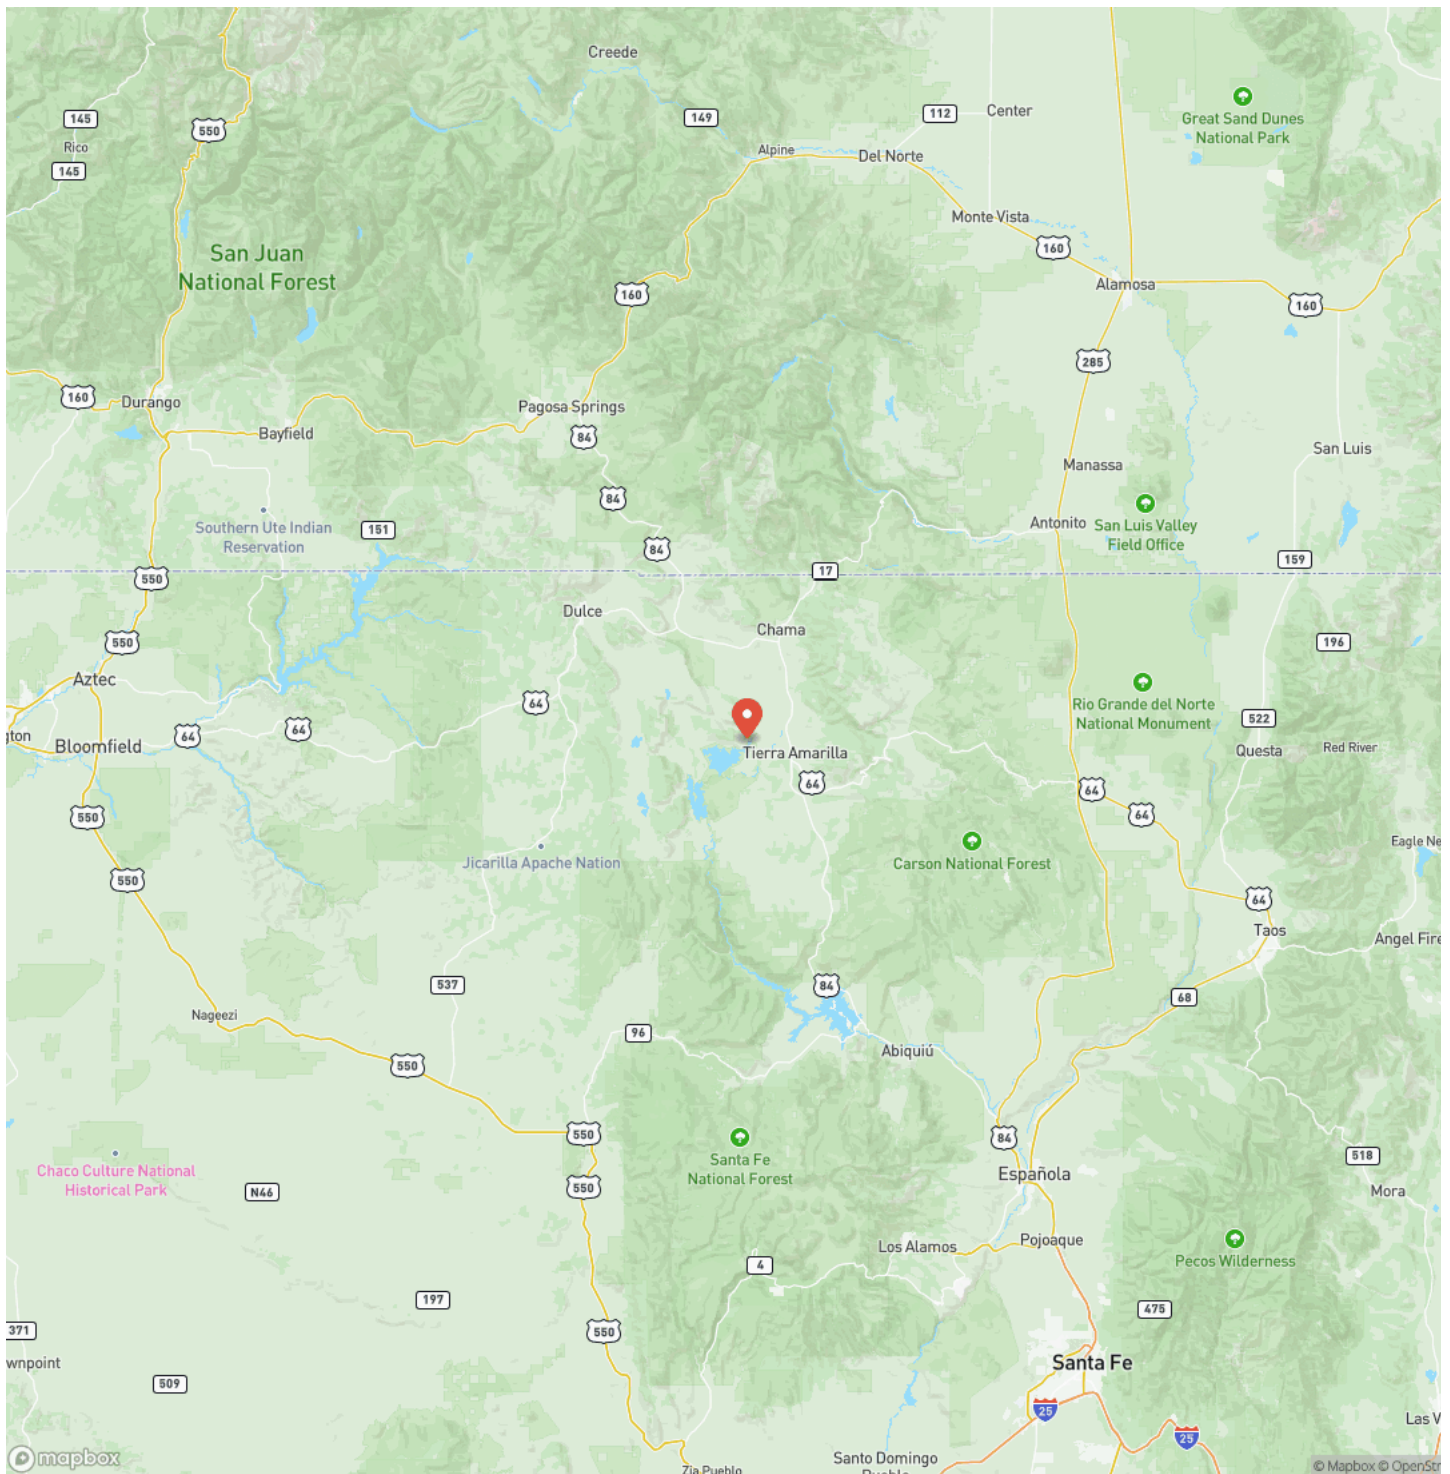 Creede
145
550
149
112
Center
Great Sand Dunes
National Park
Rico
145
Alpine
Del Norte
Monte Vista
160
San Juan
National Forest
160
Alamosa
160
285
160
Durango
Pagosa Springs
84
Bayfield
San Luis
Manassa
84
San Luis Valley
Field Office
Antonito
Southern Ute Indian
Reservation
151
84
159
550
17
Dulce
Chama
550
196
Aztec
64
64
64
Rio Grande del Norte
National Monument
522
gton
Bloomfield
Tierra Amarilla
Questa
Red River
64
64
64
550
Jicarilla Apache Nation
Carson National Forest
Eagle Ne
550
64
Taos
Angel Fire
537
84
68
Nageezi
96
Abiquiú
550
550
84
Chaco Culture National
Historical Park
Santa Fe
National Forest
518
N46
550
Española
Mora
Los Alamos
Pojoaque
4
Pecos Wilderness
197
475
371
550
wnpoint
Santa Fe
509
25
25
Las V
mapbox
Santo Domingo
Pueblo
Zia Pueblo
© Mapbox © OpenStr